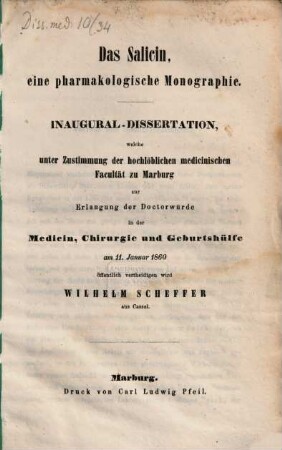 Diss. med. 10/34
Das Salicin,
eine pharmakologische Monographie.
INAUGURAL-DISSERTATION,
welche
unter Zustimmung der hochlöblichen medicinischen
Facultät zu Marburg
zur
Erlangung der Doctorwürde
in der
Medicin, Chirurgie und Geburtshülfe
am 11. Januar 1860
öffentlich vertheidigen wird
WILHELM SCHEFFER
aus Cassel.
Marburg.
Druck von Carl Ludwig Pfeil.